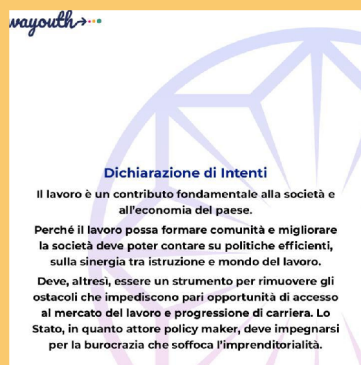 wayouth
Dichiarazione di Intenti
Il lavoro è un contributo fondamentale alla società e
all'economia del paese.
Perché il lavoro possa formare comunità e migliorare
la società deve poter contare su politiche efficienti,
sulla sinergia tra istruzione e mondo del lavoro.
Deve, altresì, essere un strumento per rimuovere gli
ostacoli che impediscono pari opportunità di accesso
al mercato del lavoro e progressione di carriera. Lo
Stato, in quanto attore policy maker, deve impegnarsi
per la burocrazia che soffoca l'imprenditoralità.